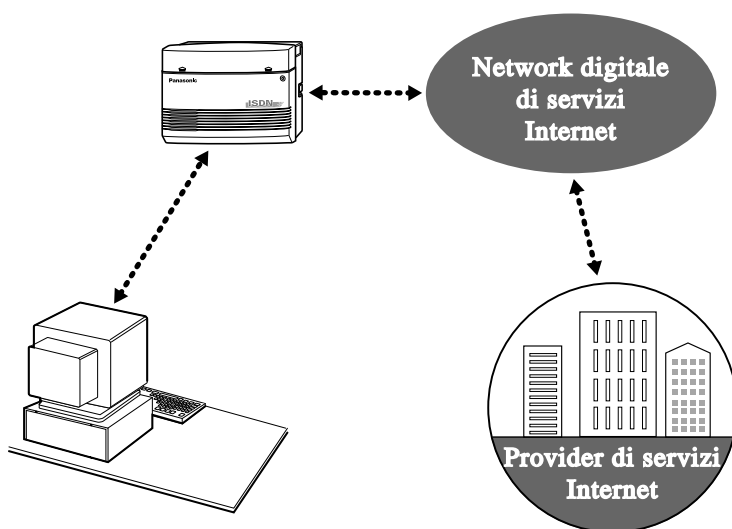 Panasonic
ISDN
Network digitale
di servizi
Internet
Provider di servizi
Internet